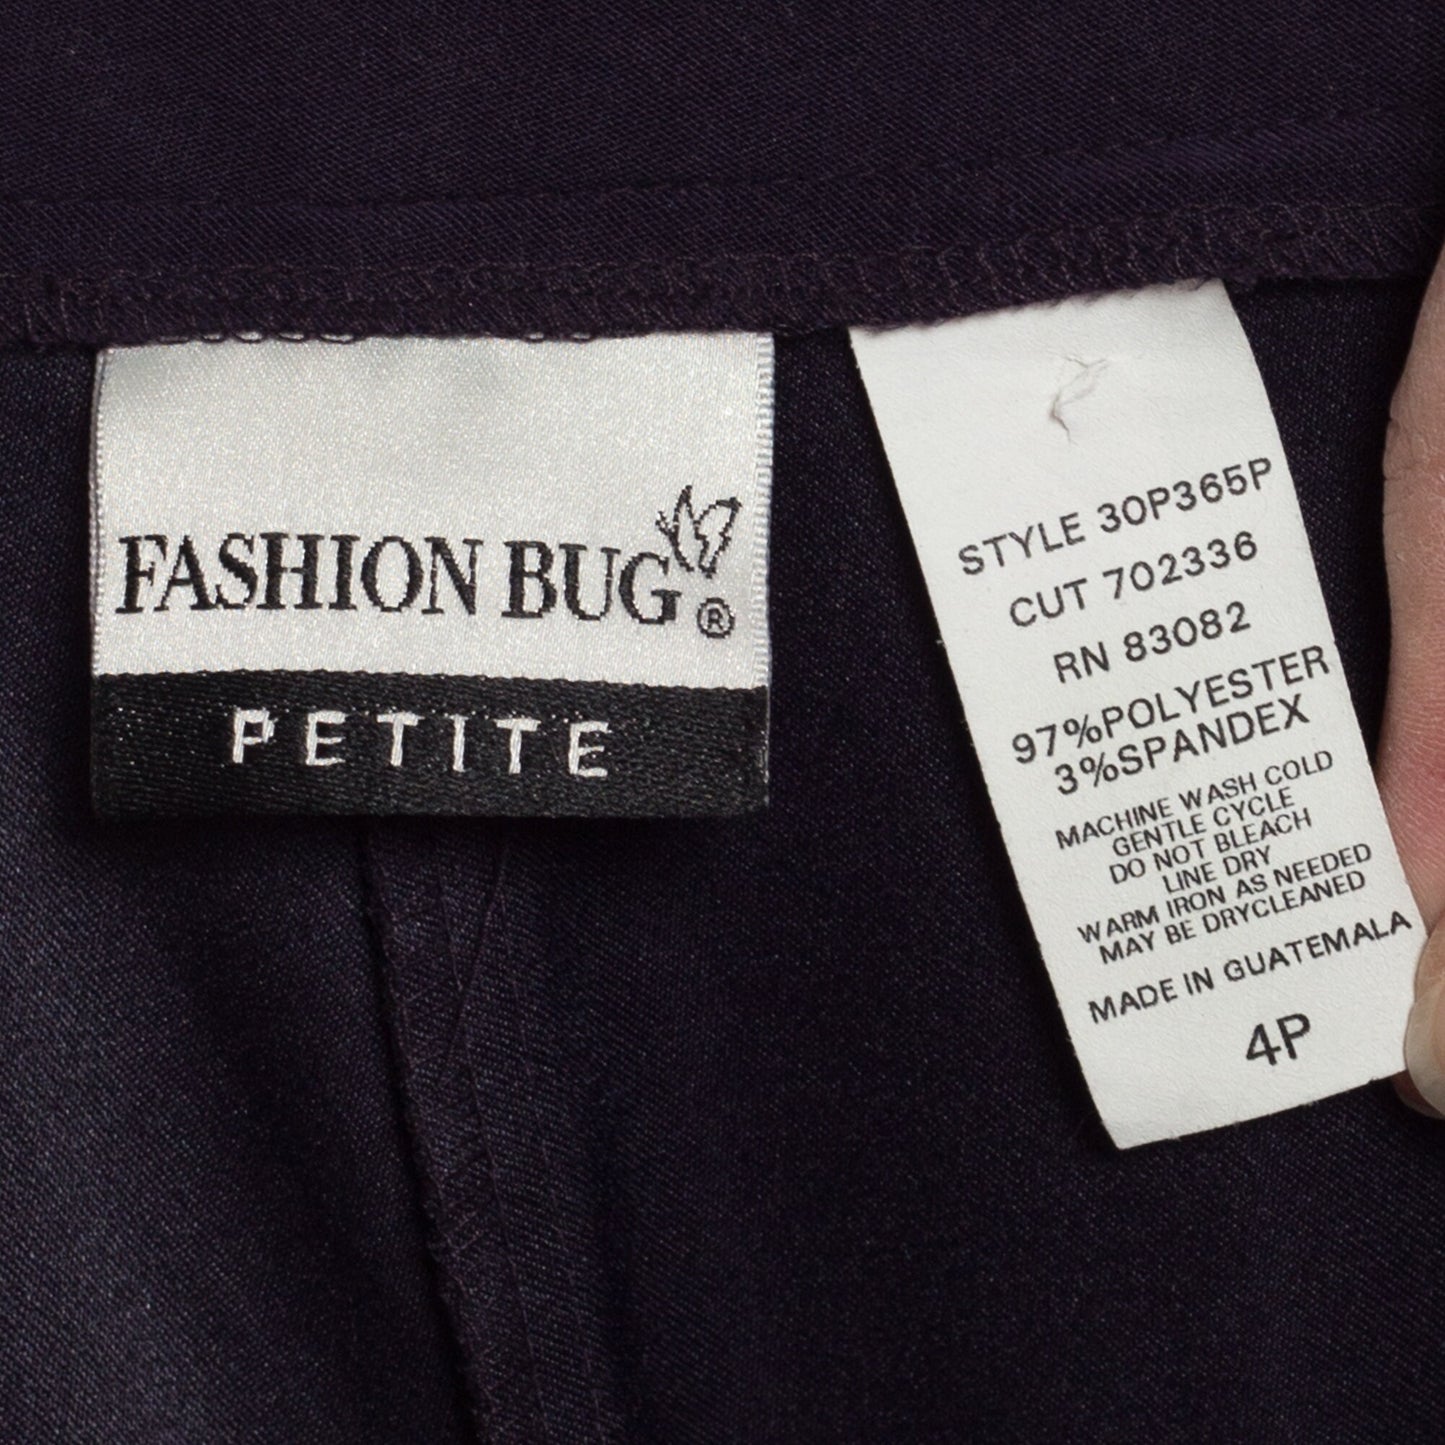 FASHION BUG®
PETITE
STYLE 30P365P
CUT 702336
RN 83082
97%POLYESTER
3%SPANDEX
MACHINE WASH COLD
GENTLE CYCLE
DO NOT BLEACH
LINE DRY
WARM IRON AS NEEDED
MAY BE DRYCLEANED
MADE IN GUATEMALA
4P